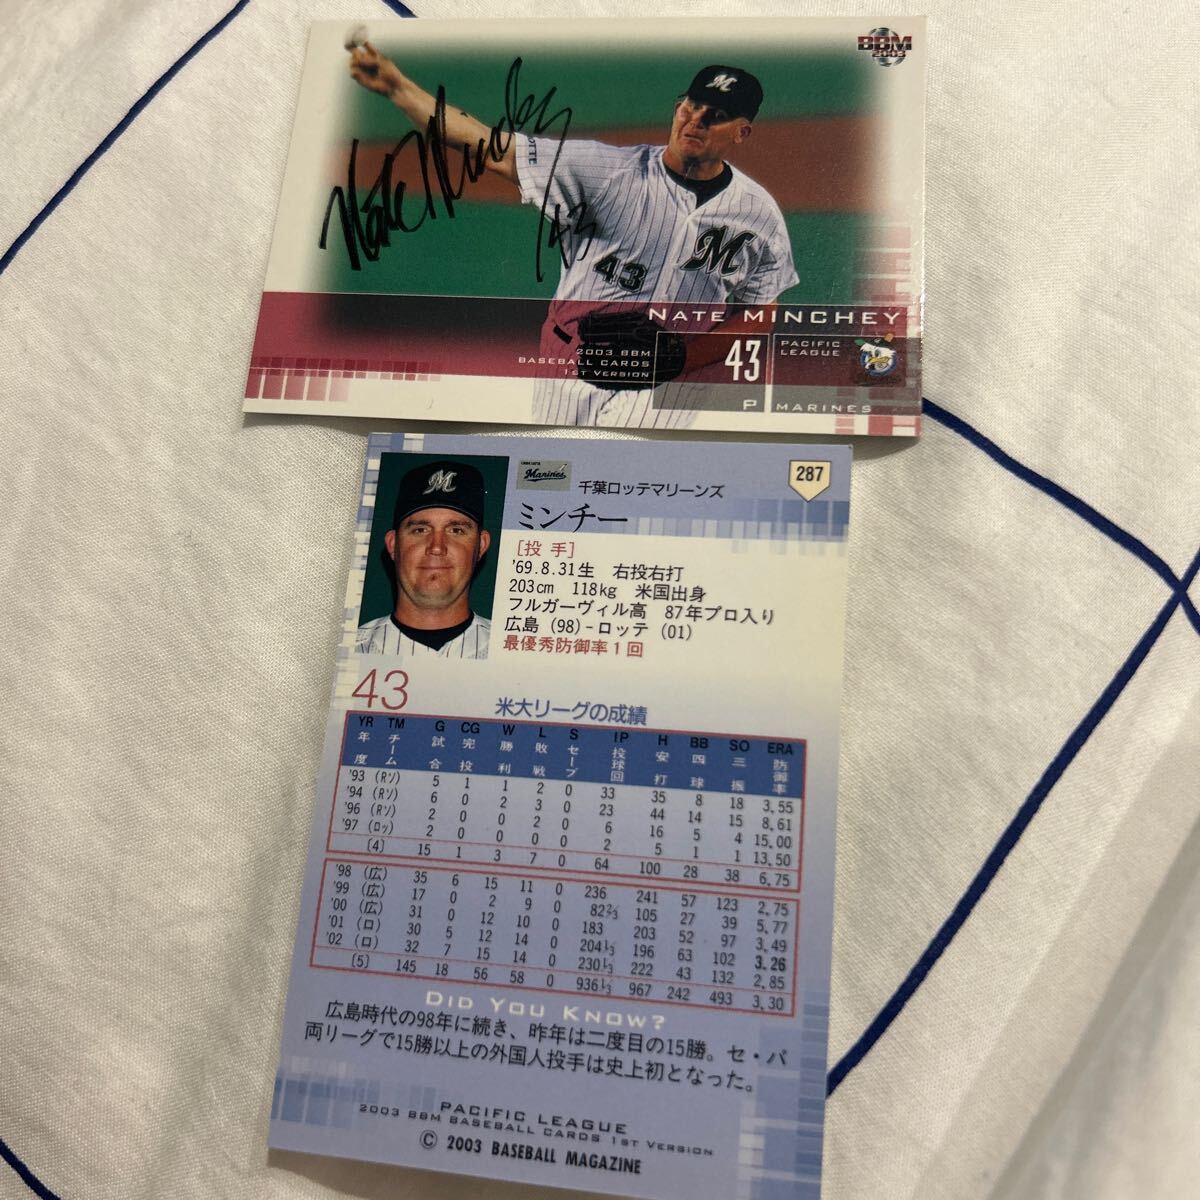 BBM
2003
Nate Minchey
/43
LOTTE
M
M
43
NATE MINCHEY
2003 BBM
BASEBALL CARDS
1ST VERSION
43
PACIFIC
LEAGUE
P
MARINES
287
M
Marines
千葉ロッテマリーンズ
ミンチー
[投 手]
'69.8.31生 右投右打
203cm 118kg 米国出身
フルガーヴィル高 87年プロ入り
広島 (98)-ロッテ (01)
最優秀防御率1回
43
米大リーグの成績
YR TM G CG W L S IP H BB SO ERA
年度 チーム 試合 完投 勝利 敗戦 セーブ 投球回 安打 四球 三振 防御率
'93 (Rソ) 5 1 1 2 0 33 35 8 18 3.55
'94 (Rソ) 6 0 2 3 0 23 44 14 15 8.61
'96 (Rソ) 2 0 0 2 0 6 16 5 4 15.00
'97 (ロッ) 2 0 0 0 0 2 5 1 1 13.50
[4] 15 1 3 7 0 64 100 28 38 6.75
'98 (広) 35 6 15 11 0 236 241 57 123 2.75
'99 (広) 17 0 2 9 0 82⅔ 105 27 39 5.77
'00 (広) 31 0 12 10 0 183 203 52 97 3.49
'01 (ロ) 30 5 12 14 0 204⅓ 196 63 102 3.26
'02 (ロ) 32 7 15 14 0 230⅓ 222 43 132 2.85
[5] 145 18 56 58 0 936⅓ 967 242 493 3.30
DID YOU KNOW?
広島時代の98年に続き、昨年は二度目の15勝。セ・パ
両リーグで15勝以上の外国人投手は史上初となった。
PACIFIC LEAGUE
2003 BBM BASEBALL CARDS 1ST VERSION
© 2003 BASEBALL MAGAZINE